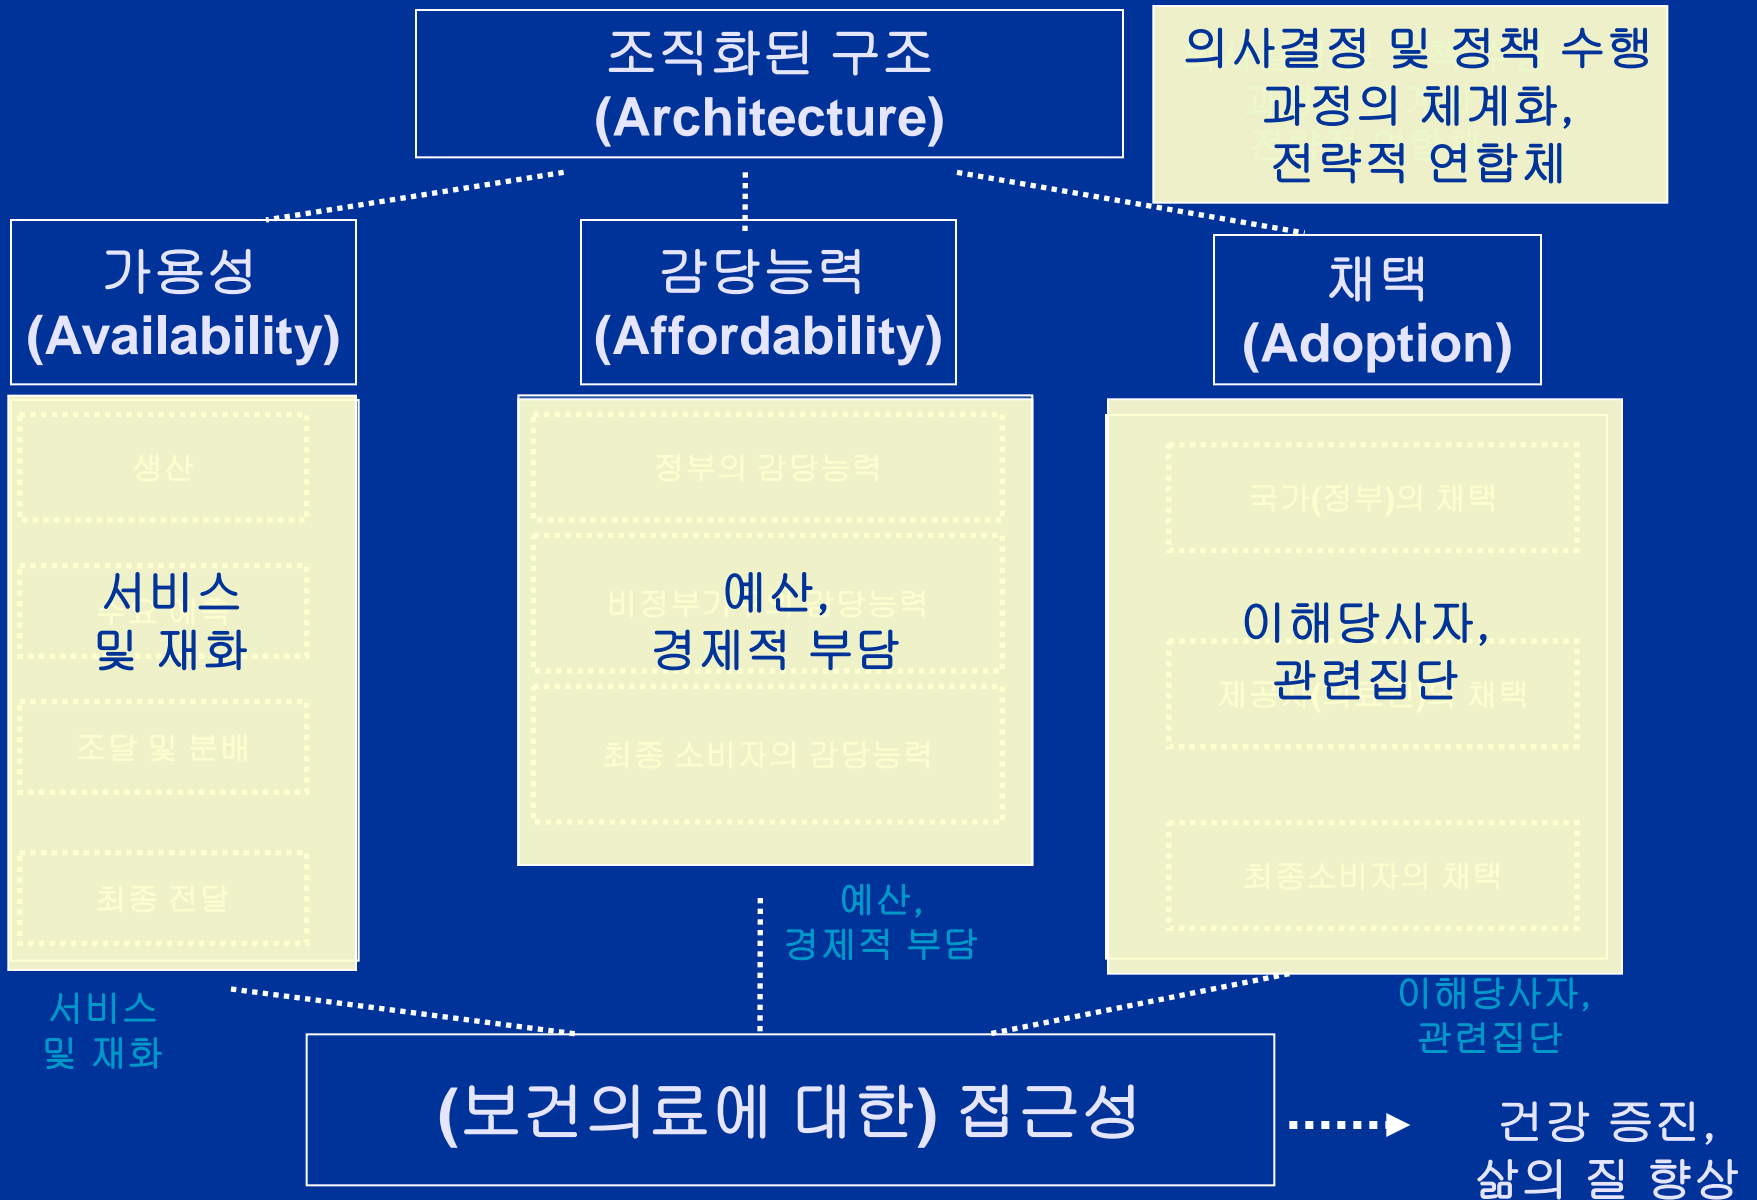 조직화된 구조
(Architecture)
의사결정 및 정책 수행
과정의 체계화,
전략적 연합체
가용성
(Availability)
감당능력
(Affordability)
채택
(Adoption)
생산
서비스
및 재화
조달 및 분배
최종 전달
정부의 감당능력
예산,
경제적 부담
최종 소비자의 감당능력
국가(정부)의 채택
이해당사자,
관련집단
최종소비자의 채택
예산,
경제적 부담
서비스
및 재화
이해당사자,
관련집단
(보건의료에 대한) 접근성
건강 증진,
삶의 질 향상